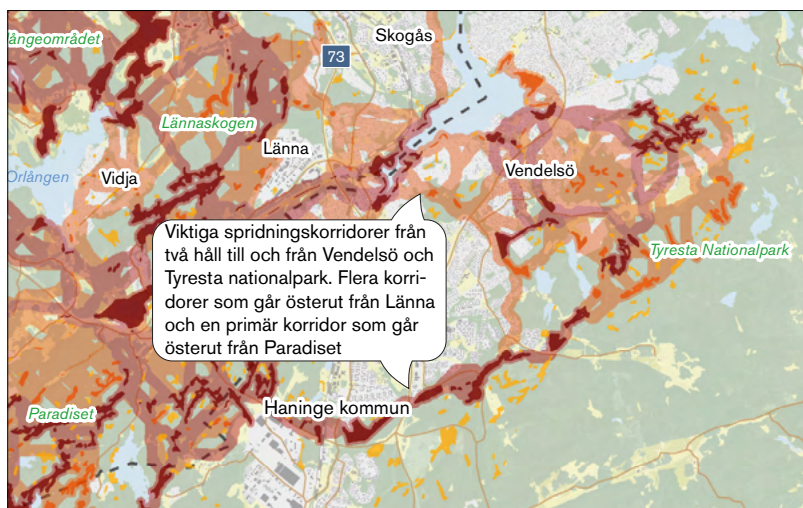 Skogås
ångeområdet
73
Lännaskogen
Länna
Orlången
Vidja
Vendelsö
Viktiga spridningskorridorer från
två håll till och från Vendelsö och
Tyresta nationalpark. Flera korri-
dorer som går österut från Länna
och en primär korridor som går
österut från Paradiset
Tyresta Nationalpark
Paradiset
Haninge kommun